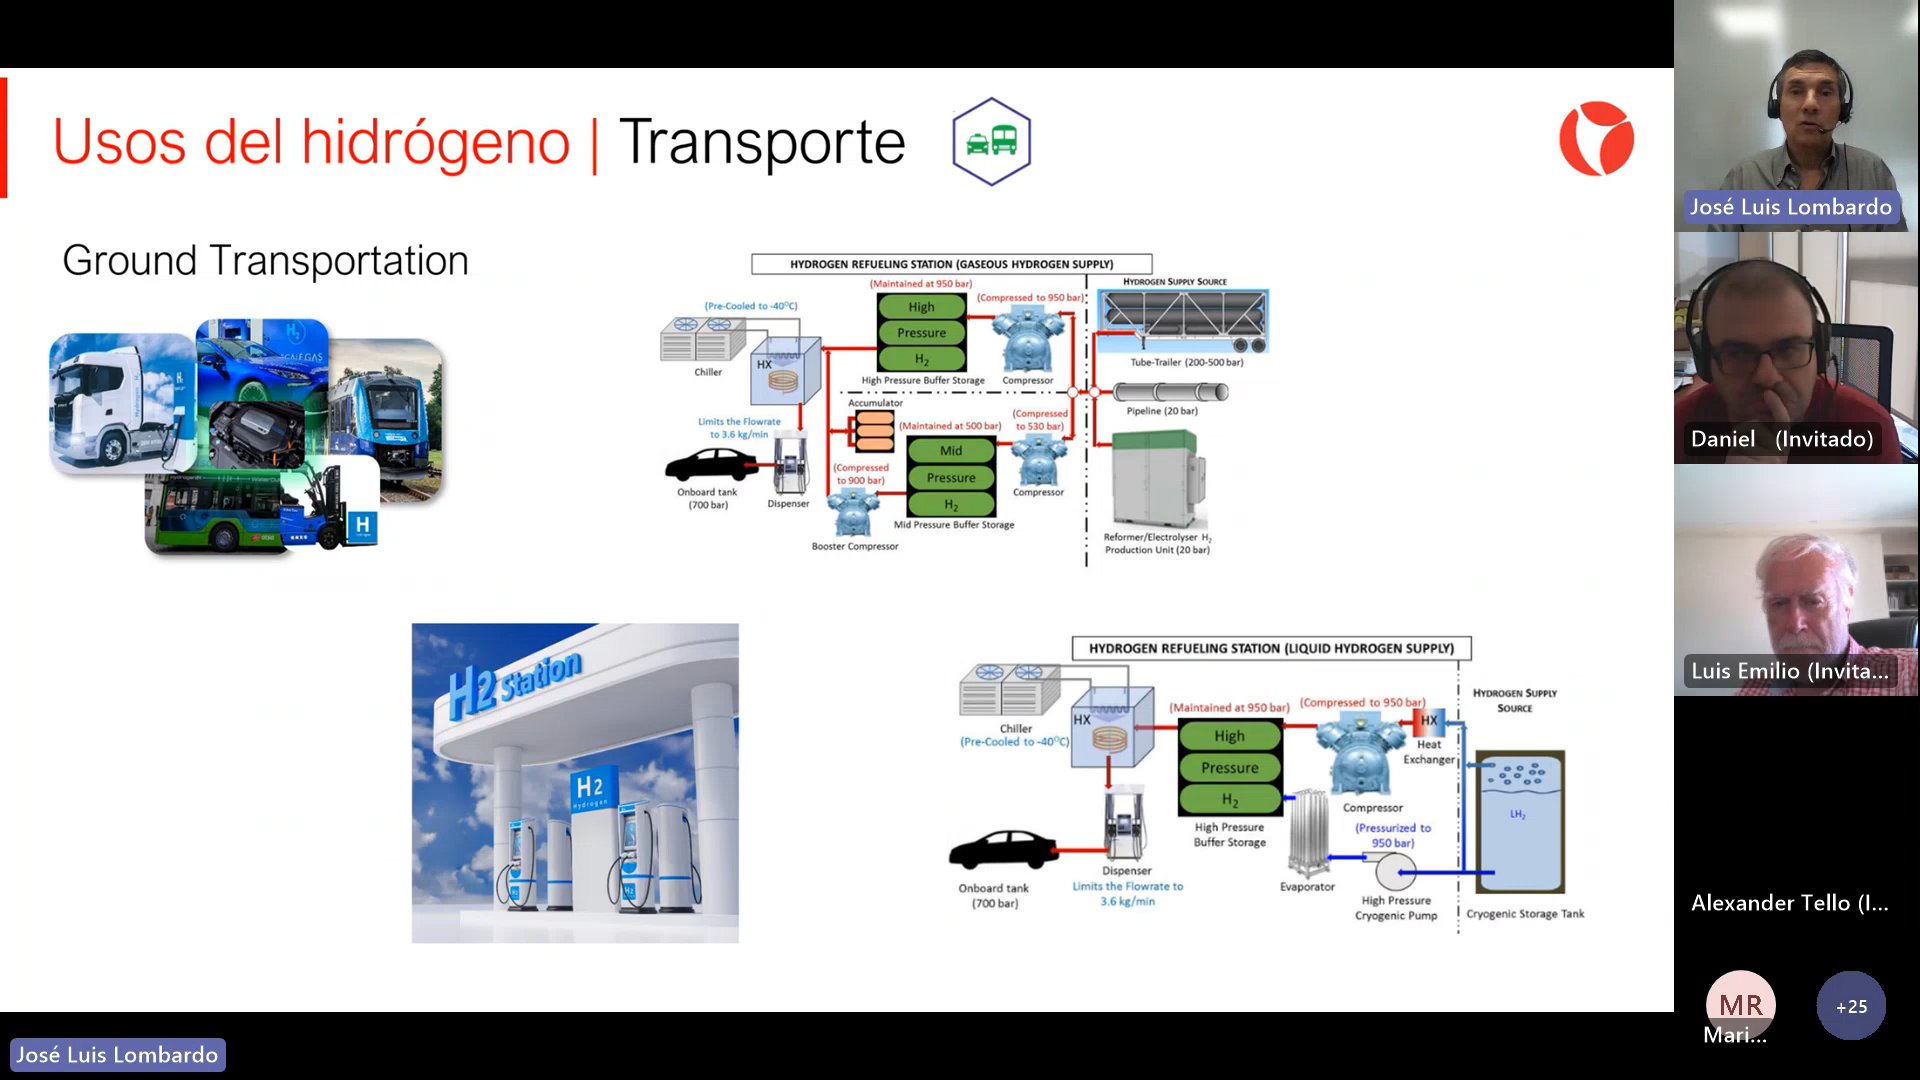 Usos del hidrógeno | Transporte
Ground Transportation
HYDROGEN REFUELING STATION (GASEOUS HYDROGEN SUPPLY)
(Maintained at 950 bar)
(Compressed to 950 bar)
HYDROGEN SUPPLY SOURCE
(Pre-Cooled to -40°C)
High
Pressure
H2
HX
Chiller
High Pressure Buffer Storage
Compressor
Tube-Trailer (200-500 bar)
Accumulator
Pipeline (20 bar)
Limits the Flowrate
to 3.6 kg/min
(Maintained at 500 bar)
(Compressed
to 530 bar)
Mid
Pressure
H2
(Compressed
to 900 bar)
Onboard tank
(700 bar)
Dispenser
Compressor
Mid Pressure Buffer Storage
Booster Compressor
Reformer/Electrolyser H2
Production Unit (20 bar)
H2
H
H2 Station
H2
Hydrogen
H2
H2
HYDROGEN REFUELING STATION (LIQUID HYDROGEN SUPPLY)
HYDROGEN SUPPLY
SOURCE
(Maintained at 950 bar)
(Compressed to 950 bar)
HX
HX
Chiller
(Pre-Cooled to -40°C)
High
Pressure
H2
Heat
Exchanger
Compressor
LH2
High Pressure
Buffer Storage
(Pressurized to
950 bar)
Dispenser
Limits the Flowrate to
3.6 kg/min
Onboard tank
(700 bar)
Evaporator
High Pressure
Cryogenic Pump
Cryogenic Storage Tank
José Luis Lombardo
Daniel (Invitado)
Luis Emilio (Invita...
Alexander Tello (I...
MR
Mari...
+25
José Luis Lombardo